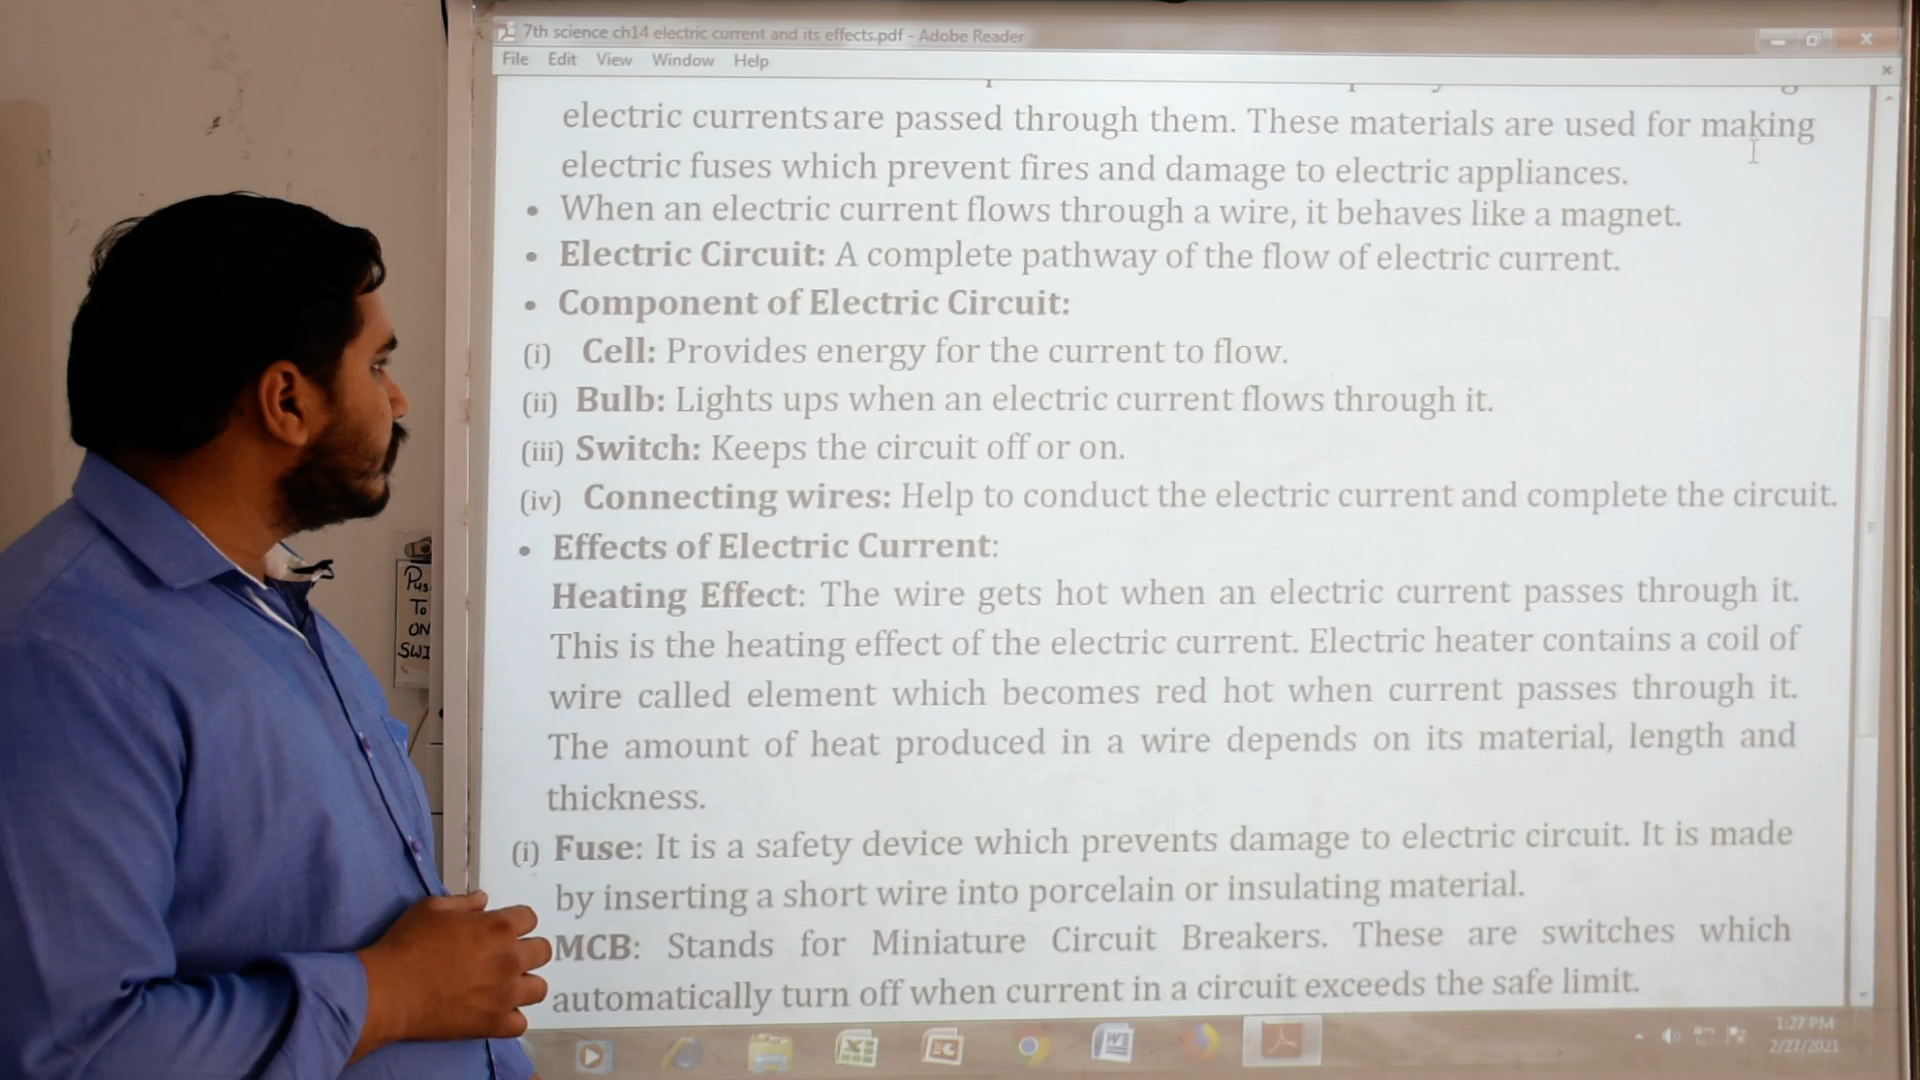 7th science ch14 electric current and its effects.pdf - Adobe Reader
File Edit View Window Help
electric currents are passed through them. These materials are used for making
electric fuses which prevent fires and damage to electric appliances.
• When an electric current flows through a wire, it behaves like a magnet.
• Electric Circuit: A complete pathway of the flow of electric current.
• Component of Electric Circuit:
(i) Cell: Provides energy for the current to flow.
(ii) Bulb: Lights ups when an electric current flows through it.
(iii) Switch: Keeps the circuit off or on.
(iv) Connecting wires: Help to conduct the electric current and complete the circuit.
• Effects of Electric Current:
Heating Effect: The wire gets hot when an electric current passes through it.
This is the heating effect of the electric current. Electric heater contains a coil of
wire called element which becomes red hot when current passes through it.
The amount of heat produced in a wire depends on its material, length and
thickness.
(i) Fuse: It is a safety device which prevents damage to electric circuit. It is made
by inserting a short wire into porcelain or insulating material.
MCB: Stands for Miniature Circuit Breakers. These are switches which
automatically turn off when current in a circuit exceeds the safe limit.
1:27 PM
2/27/2021
To
ON